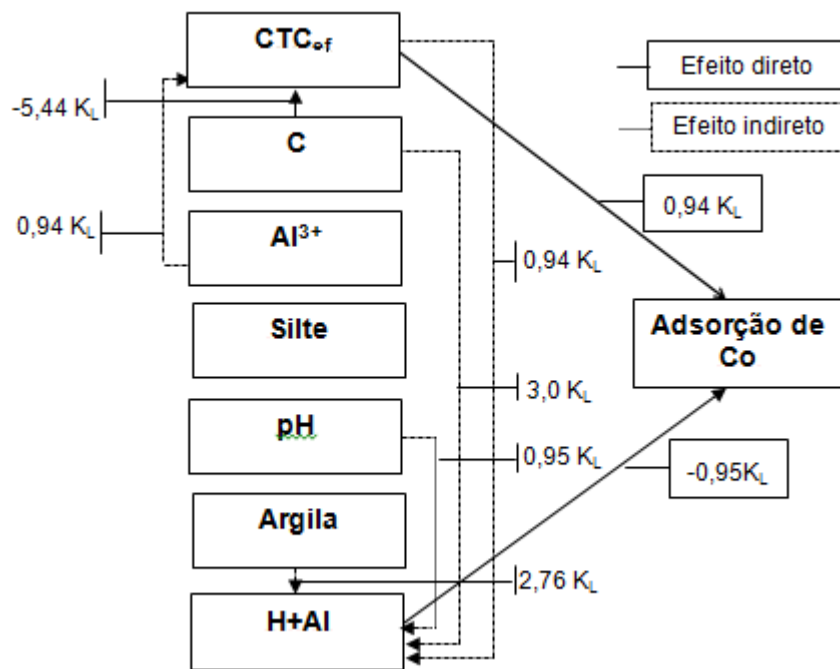 CTCef
Efeito direto
-5,44 KL
Efeito indireto
C
0,94 KL
0,94 KL
Al³⁺
0,94 KL
Silte
Adsorção de
Co
3,0 KL
pH
0,95 KL
-0,95KL
Argila
2,76 KL
H+Al